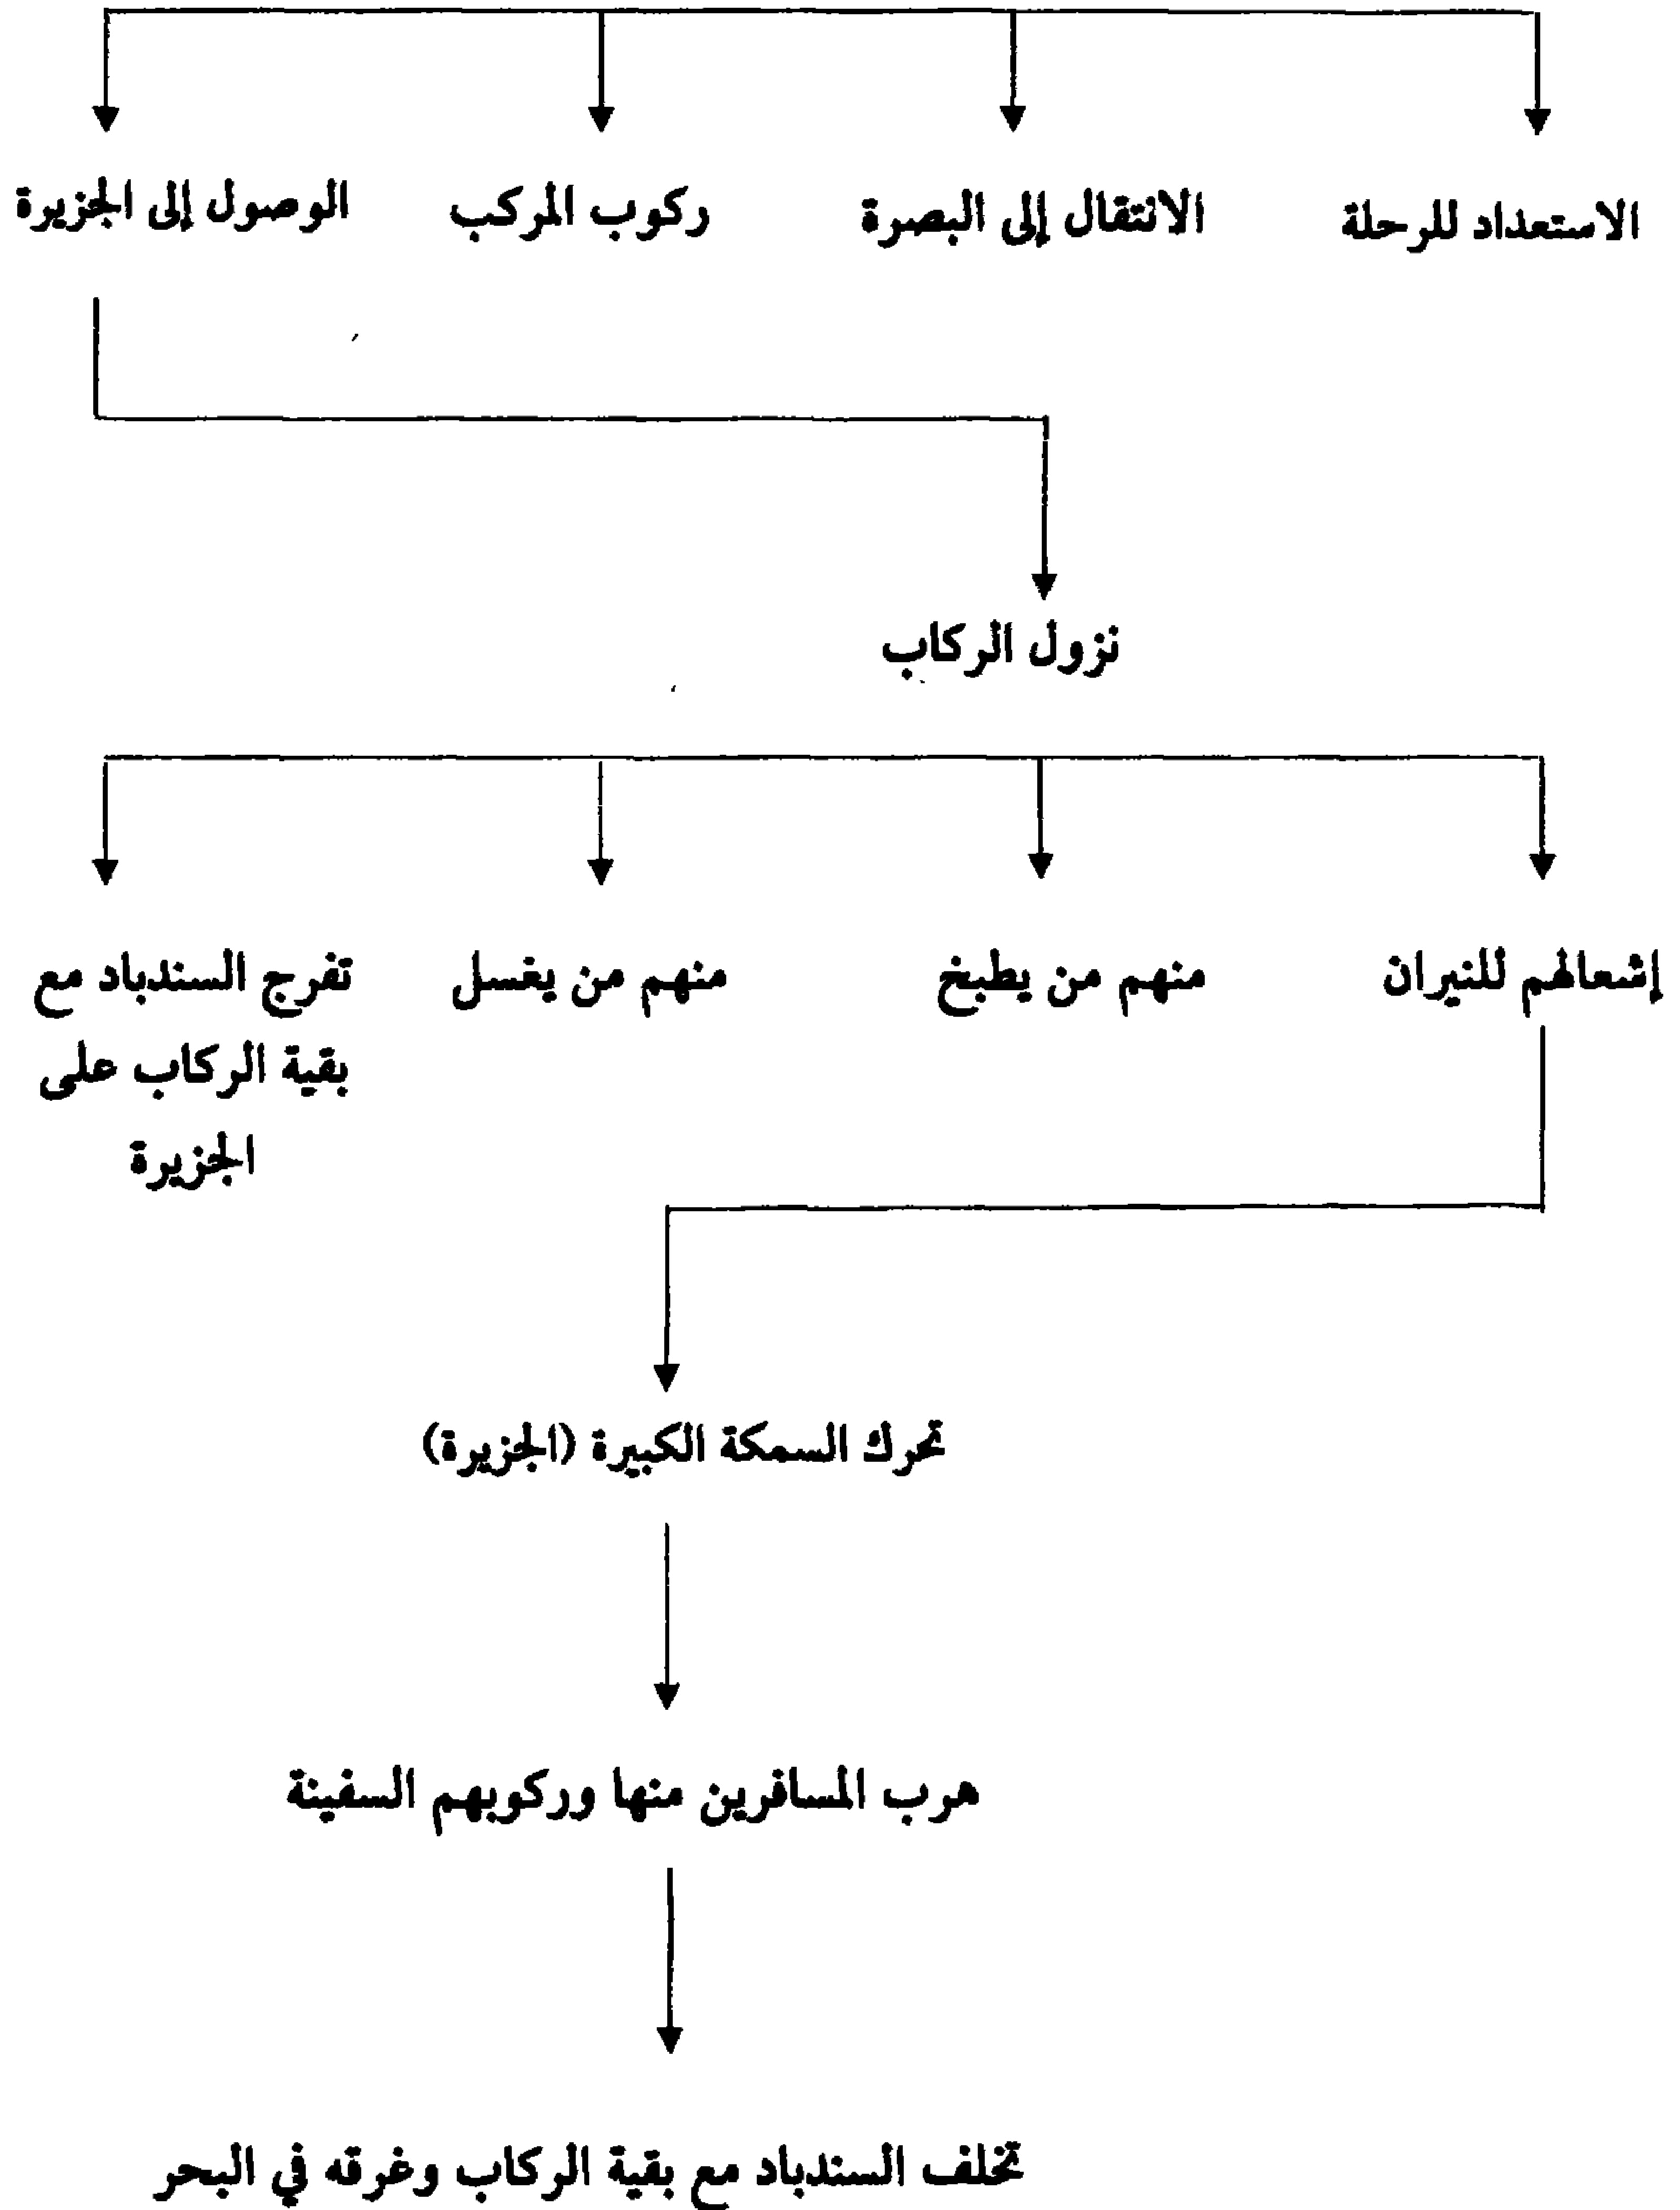 الاستعداد للرحلة
الانتقال إلى البصرة
ركوب المركب
الوصول إلى الجزيرة
نزول الركاب
إشعالهم للنيران
منهم من يطبخ
منهم من يغسل
تفرج السندباد مع
بقية الركاب على
الجزيرة
تحرك السمكة الكبيرة (الجزيرة)
هرب المسافرين منها وركوبهم السفينة
تخلف السندباد مع بقية الركاب وغرقه في البحر